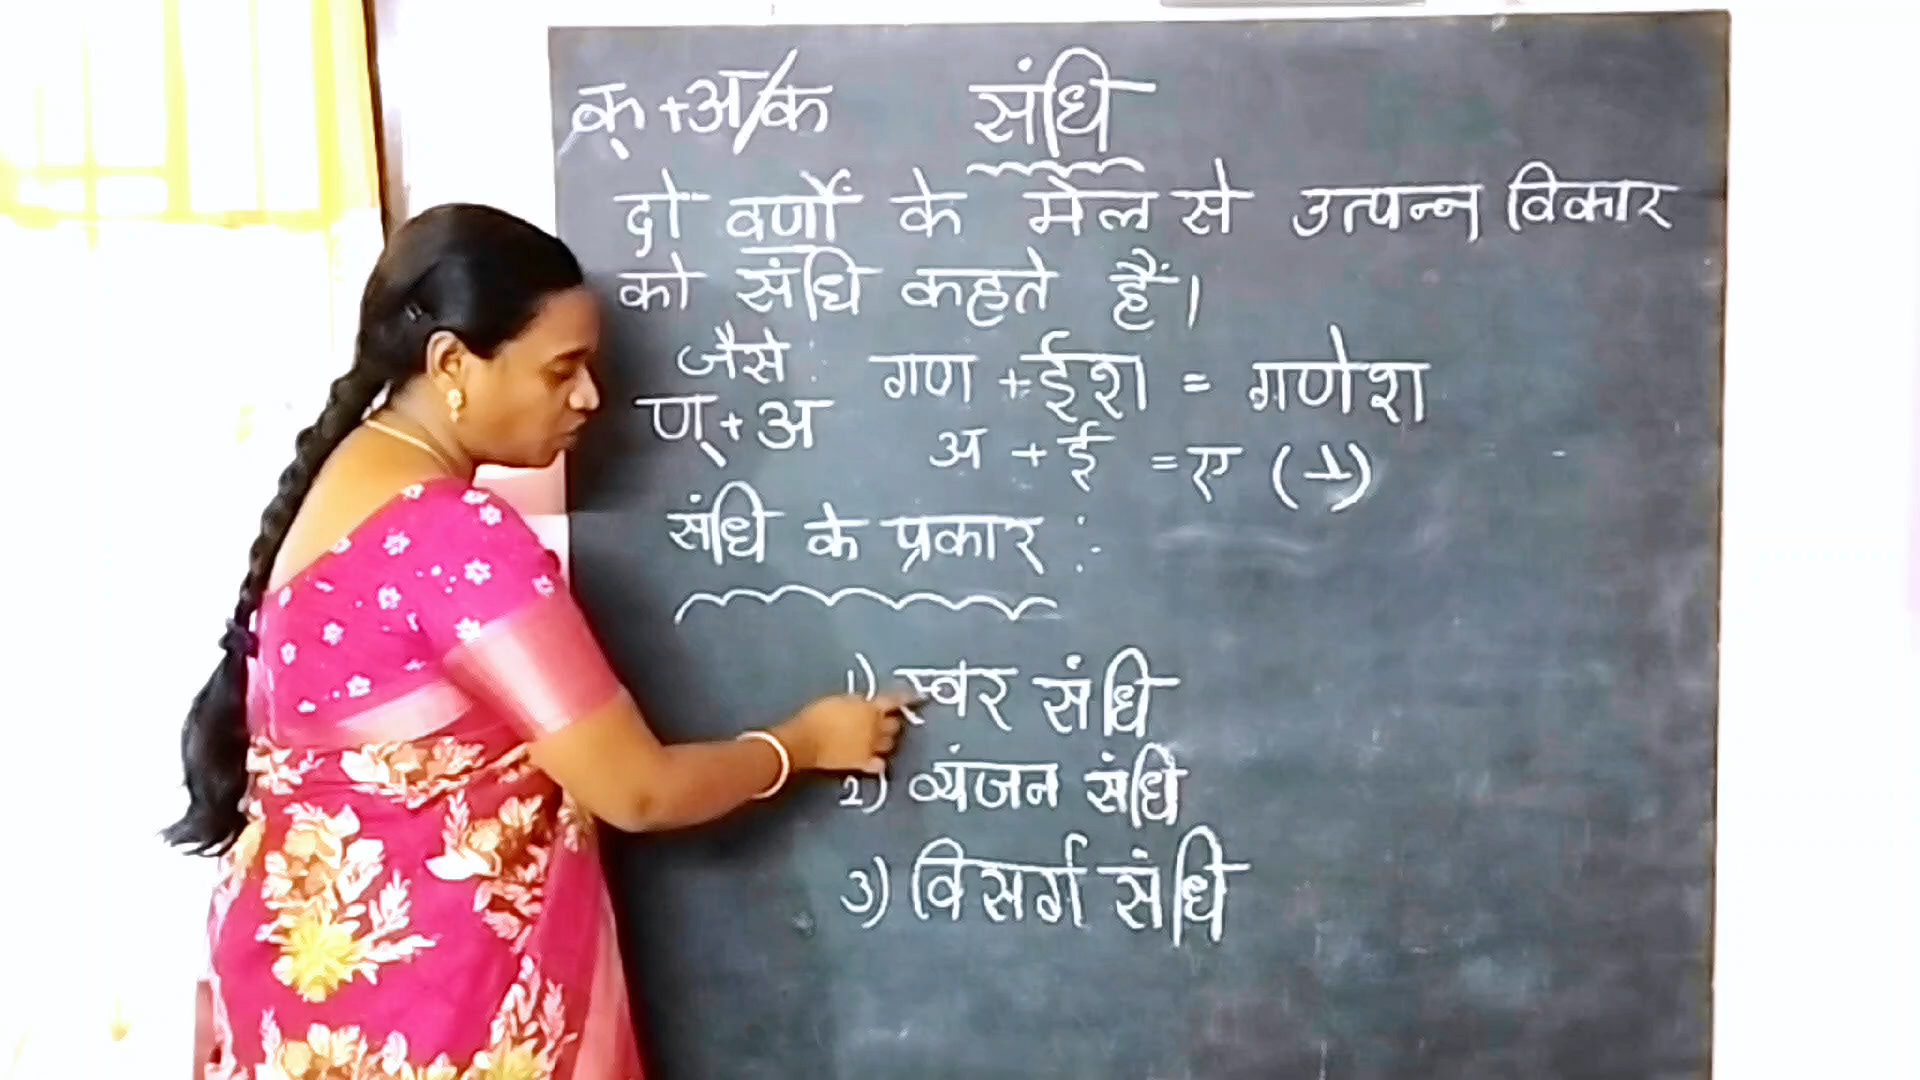 क् + अ/क संधि
दो वर्णों के मेल से उत्पन्न विकार
को संधि कहते हैं।
जैसे : गण + ईश = गणेश
ण् + अ अ + ई = ए (े)
संधि के प्रकार :
1) स्वर संधि
2) व्यंजन संधि
3) विसर्ग संधि